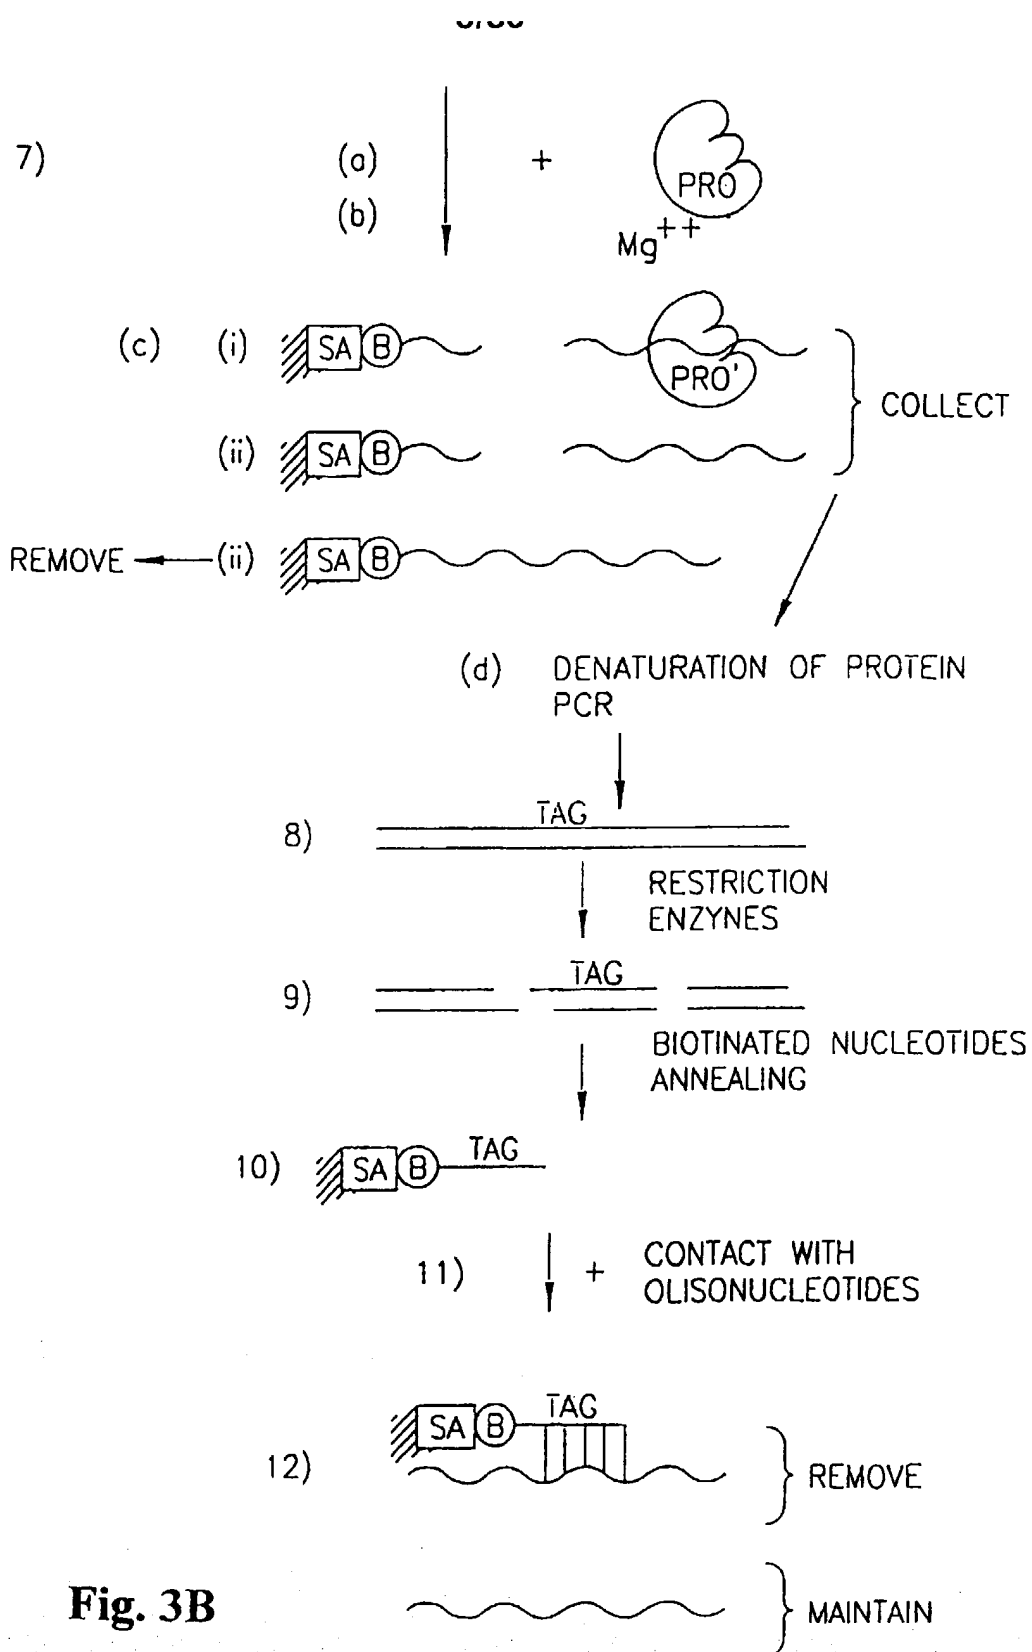 7)
(a) + PRO
(b)
Mg++
(c) (i) SA B PRO'
COLLECT
(ii) SA B
REMOVE (ii) SA B
(d) DENATURATION OF PROTEIN
PCR
TAG
8)
RESTRICTION
ENZYNES
TAG
9)
BIOTINATED NUCLEOTIDES
ANNEALING
TAG
10) SA B
CONTACT WITH
11) +
OLISONUCLEOTIDES
TAG
SA B
12)
REMOVE
Fig. 3B
MAINTAIN